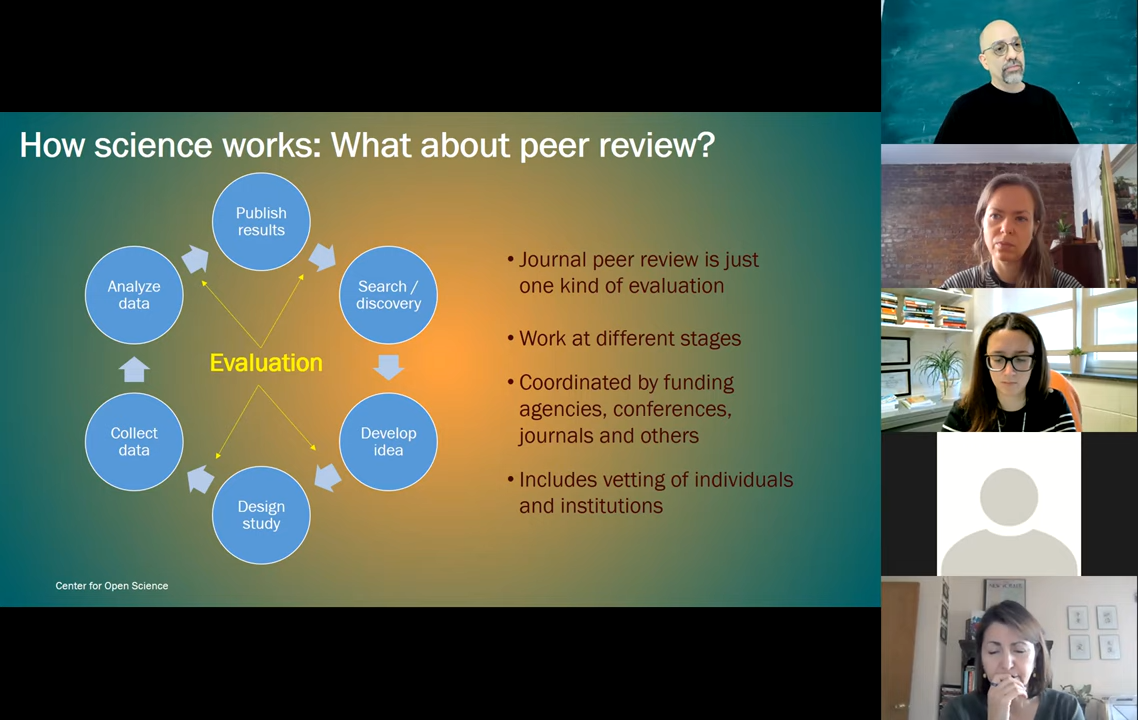 How science works: What about peer review?
Publish
results
Analyze
data
Search /
discovery
Evaluation
Collect
data
Develop
idea
Design
study
• Journal peer review is just
one kind of evaluation
• Work at different stages
• Coordinated by funding
agencies, conferences,
journals and others
• Includes vetting of individuals
and institutions
Center for Open Science